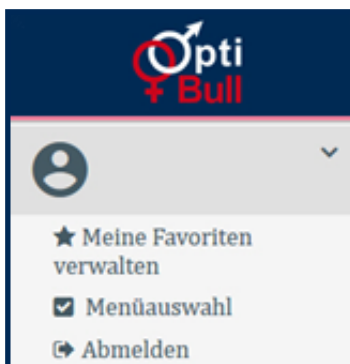 Opti
Bull
Meine Favoriten
verwalten
Menüauswahl
Abmelden